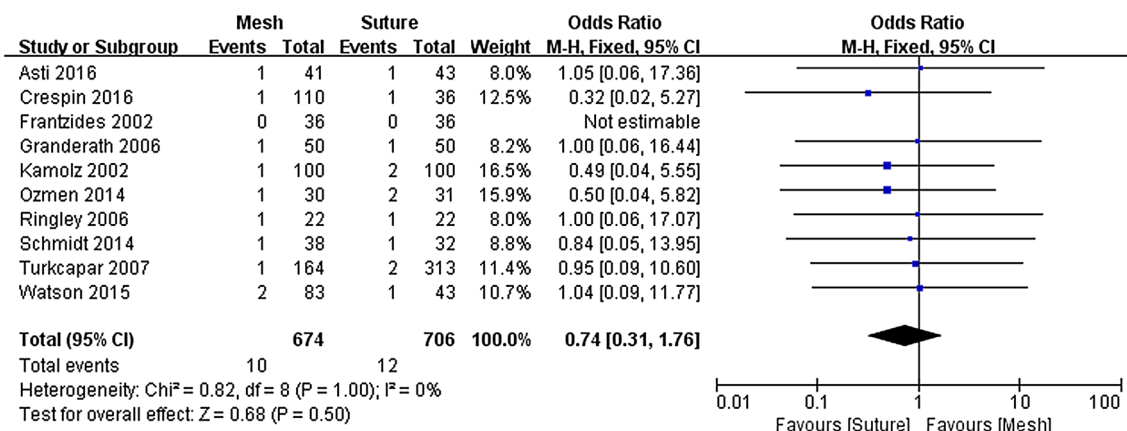 Mesh Suture Odds Ratio Odds Ratio
Study or Subgroup Events Total Events Total Weight M-H, Fixed, 95% CI M-H, Fixed, 95% CI
Asti 2016 1 41 1 43 8.0% 1.05 [0.06, 17.36]
Crespin 2016 1 110 1 36 12.5% 0.32 [0.02, 5.27]
Frantzides 2002 0 36 0 36 Not estimable
Granderath 2006 1 50 1 50 8.2% 1.00 [0.06, 16.44]
Kamolz 2002 1 100 2 100 16.5% 0.49 [0.04, 5.55]
Ozmen 2014 1 30 2 31 15.9% 0.50 [0.04, 5.82]
Ringley 2006 1 22 1 22 8.0% 1.00 [0.06, 17.07]
Schmidt 2014 1 38 1 32 8.8% 0.84 [0.05, 13.95]
Turkcapar 2007 1 164 2 313 11.4% 0.95 [0.09, 10.60]
Watson 2015 2 83 1 43 10.7% 1.04 [0.09, 11.77]
Total (95% CI) 674 706 100.0% 0.74 [0.31, 1.76]
Total events 10 12
Heterogeneity: Chi² = 0.82, df = 8 (P = 1.00); I² = 0%
Test for overall effect: Z = 0.68 (P = 0.50)
0.01 0.1 1 10 100
Favours [Suture] Favours [Mesh]